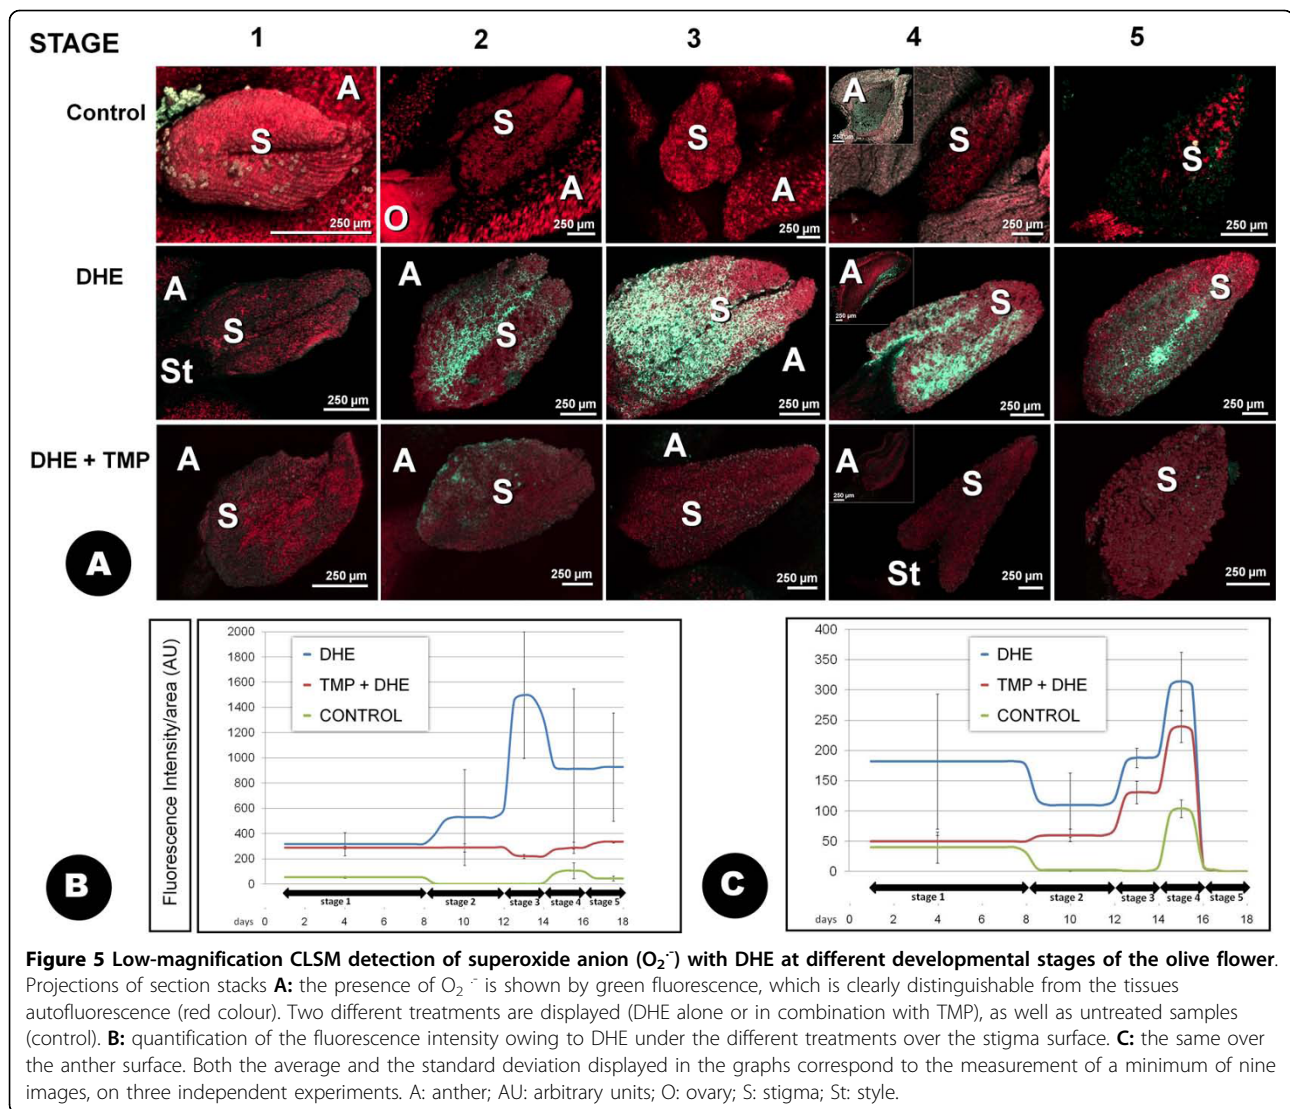 STAGE 1 2 3 4 5
Control
A S 250 µm
S A O 250 µm
S A 250 µm
A 250 µm S 250 µm
S 250 µm
DHE
A S St 250 µm
A S 250 µm
S A 250 µm
A 250 µm S 250 µm
S 250 µm
DHE + TMP
A S 250 µm
A S 250 µm
A S 250 µm
A 250 µm S St 250 µm
S 250 µm
A
Fluorescence Intensity/area (AU)
2000
1800
1600
1400
1200
1000
800
600
400
200
0
DHE
TMP + DHE
CONTROL
stage 1 stage 2 stage 3 stage 4 stage 5
days 0 2 4 6 8 10 12 14 16 18
B
400
350
300
250
200
150
100
50
0
DHE
TMP + DHE
CONTROL
stage 1 stage 2 stage 3 stage 4 stage 5
days 0 2 4 6 8 10 12 14 16 18
C
Figure 5 Low-magnification CLSM detection of superoxide anion (O₂·⁻) with DHE at different developmental stages of the olive flower.
Projections of section stacks A: the presence of O₂ ·⁻ is shown by green fluorescence, which is clearly distinguishable from the tissues
autofluorescence (red colour). Two different treatments are displayed (DHE alone or in combination with TMP), as well as untreated samples
(control). B: quantification of the fluorescence intensity owing to DHE under the different treatments over the stigma surface. C: the same over
the anther surface. Both the average and the standard deviation displayed in the graphs correspond to the measurement of a minimum of nine
images, on three independent experiments. A: anther; AU: arbitrary units; O: ovary; S: stigma; St: style.